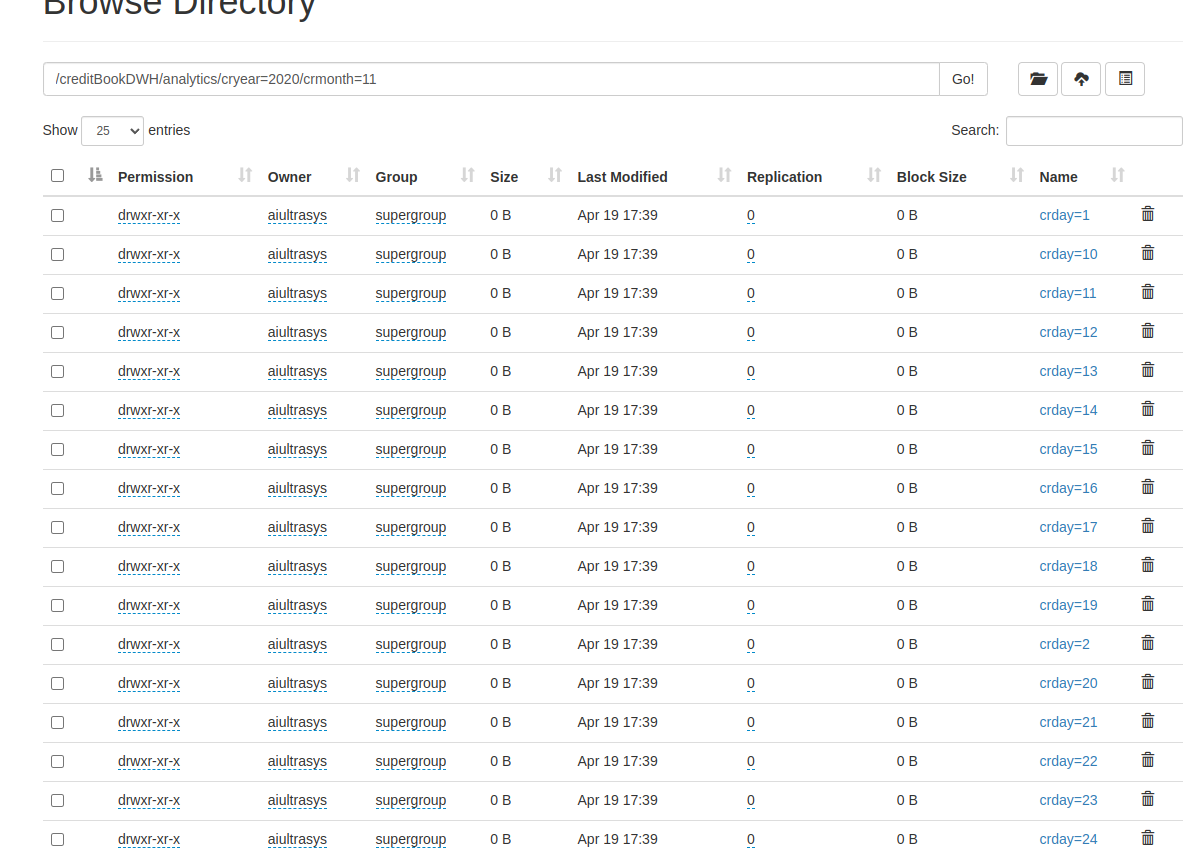 Browse Directory
/creditBookDWH/analytics/cryear=2020/crmonth=11 Go!
Show 25 entries Search:
Permission Owner Group Size Last Modified Replication Block Size Name
drwxr-xr-x aiultrasys supergroup 0 B Apr 19 17:39 0 0 B crday=1
drwxr-xr-x aiultrasys supergroup 0 B Apr 19 17:39 0 0 B crday=10
drwxr-xr-x aiultrasys supergroup 0 B Apr 19 17:39 0 0 B crday=11
drwxr-xr-x aiultrasys supergroup 0 B Apr 19 17:39 0 0 B crday=12
drwxr-xr-x aiultrasys supergroup 0 B Apr 19 17:39 0 0 B crday=13
drwxr-xr-x aiultrasys supergroup 0 B Apr 19 17:39 0 0 B crday=14
drwxr-xr-x aiultrasys supergroup 0 B Apr 19 17:39 0 0 B crday=15
drwxr-xr-x aiultrasys supergroup 0 B Apr 19 17:39 0 0 B crday=16
drwxr-xr-x aiultrasys supergroup 0 B Apr 19 17:39 0 0 B crday=17
drwxr-xr-x aiultrasys supergroup 0 B Apr 19 17:39 0 0 B crday=18
drwxr-xr-x aiultrasys supergroup 0 B Apr 19 17:39 0 0 B crday=19
drwxr-xr-x aiultrasys supergroup 0 B Apr 19 17:39 0 0 B crday=2
drwxr-xr-x aiultrasys supergroup 0 B Apr 19 17:39 0 0 B crday=20
drwxr-xr-x aiultrasys supergroup 0 B Apr 19 17:39 0 0 B crday=21
drwxr-xr-x aiultrasys supergroup 0 B Apr 19 17:39 0 0 B crday=22
drwxr-xr-x aiultrasys supergroup 0 B Apr 19 17:39 0 0 B crday=23
drwxr-xr-x aiultrasys supergroup 0 B Apr 19 17:39 0 0 B crday=24